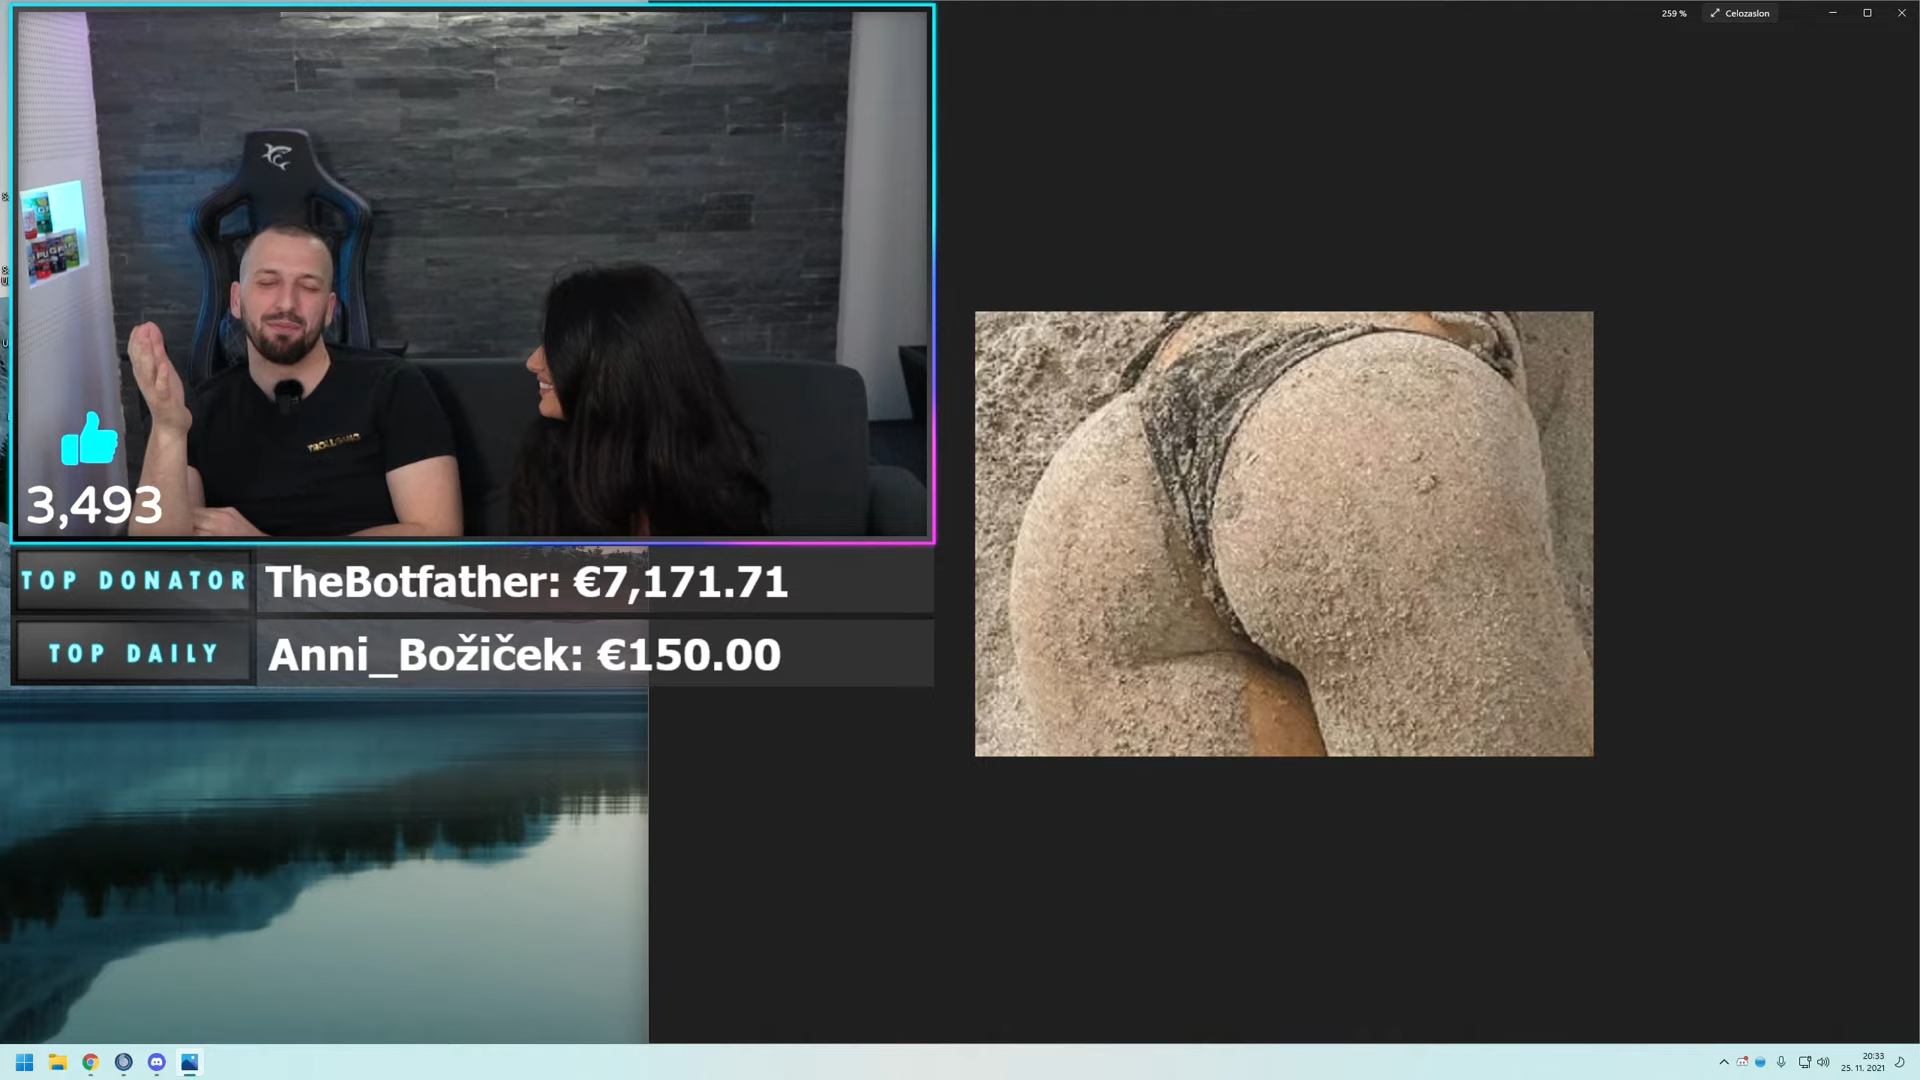 259 %
Celozaslon
TROLLGANG
3,493
TOP DONATOR
TheBotfather: €7,171.71
TOP DAILY
Anni_Božiček: €150.00
20:33
25. 11. 2021